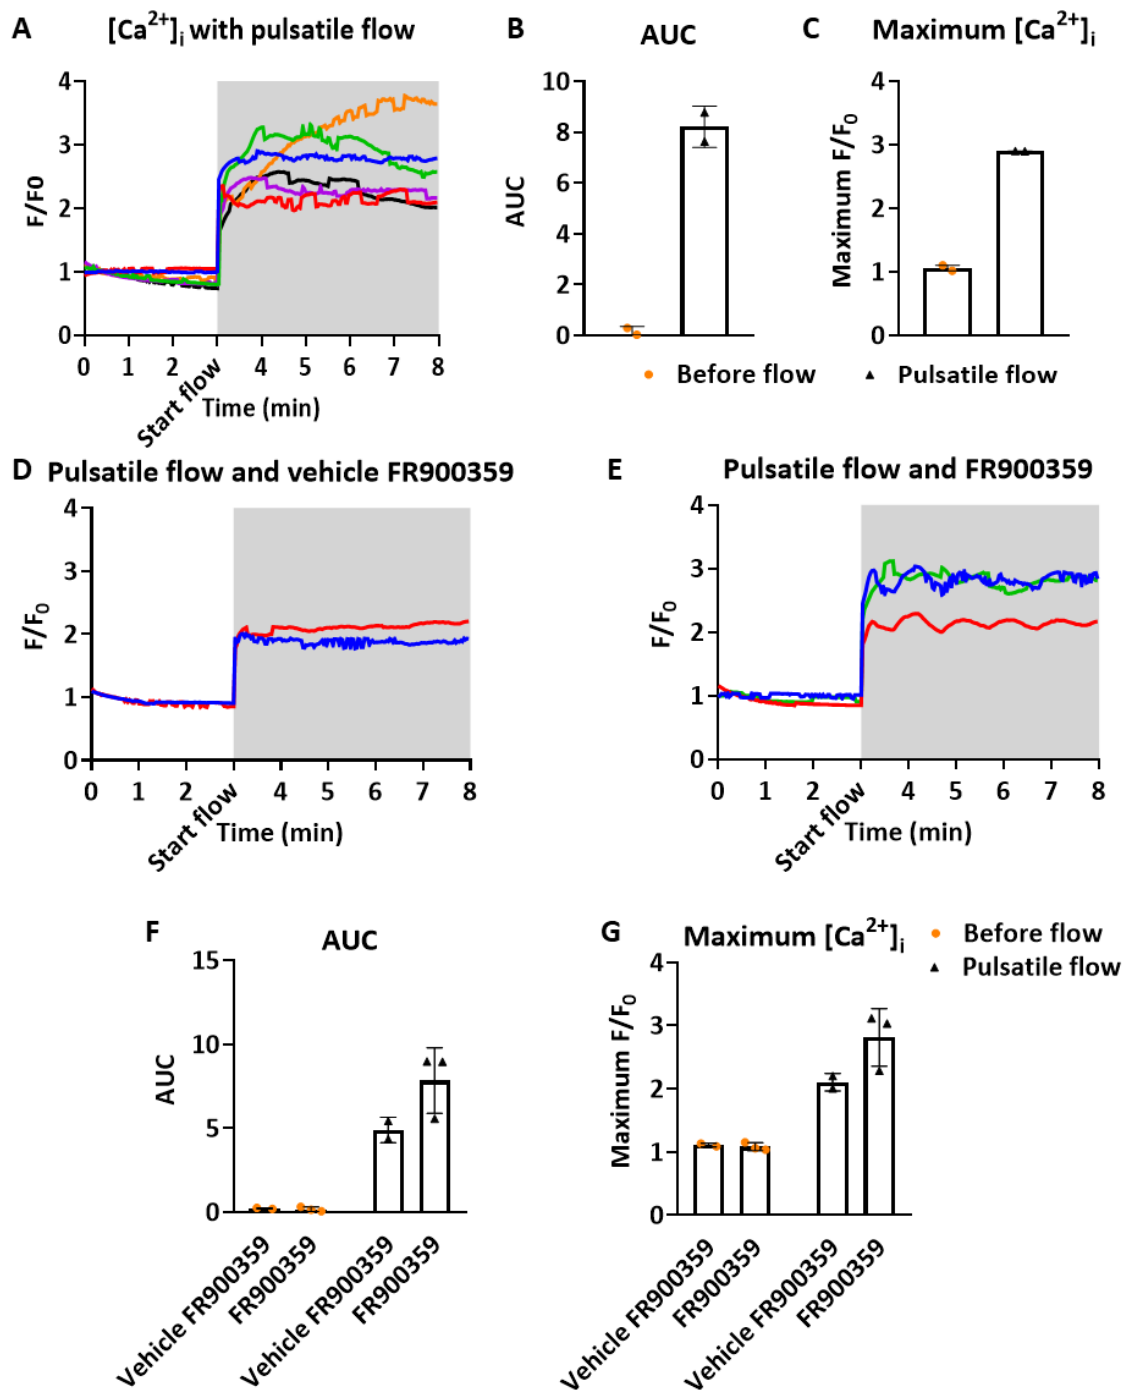 A [Ca²⁺]ᵢ with pulsatile flow
F/F0
4
3
2
1
0
0 1 2 Start flow 4 5 6 7 8
Time (min)
B AUC
AUC
10
8
6
4
2
0
C Maximum [Ca²⁺]ᵢ
Maximum F/F₀
4
3
2
1
0
Before flow Pulsatile flow
D Pulsatile flow and vehicle FR900359
F/F₀
4
3
2
1
0
0 1 2 Start flow 4 5 6 7 8
Time (min)
E Pulsatile flow and FR900359
F/F₀
4
3
2
1
0
0 1 2 Start flow 4 5 6 7 8
Time (min)
F AUC
AUC
15
10
5
0
Vehicle FR900359
FR900359
Vehicle FR900359
FR900359
G Maximum [Ca²⁺]ᵢ
Before flow
Pulsatile flow
Maximum F/F₀
4
3
2
1
0
Vehicle FR900359
FR900359
Vehicle FR900359
FR900359